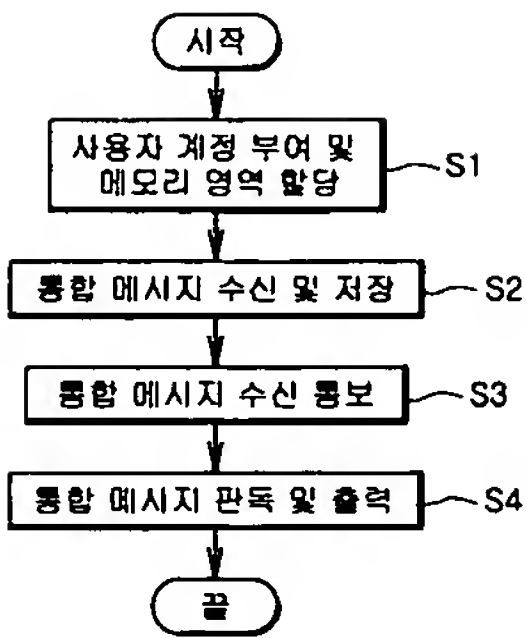 시작
사용자 계정 부여 및
메모리 영역 할당
S1
통합 메시지 수신 및 저장
S2
통합 메시지 수신 통보
S3
통합 메시지 판독 및 출력
S4
끝